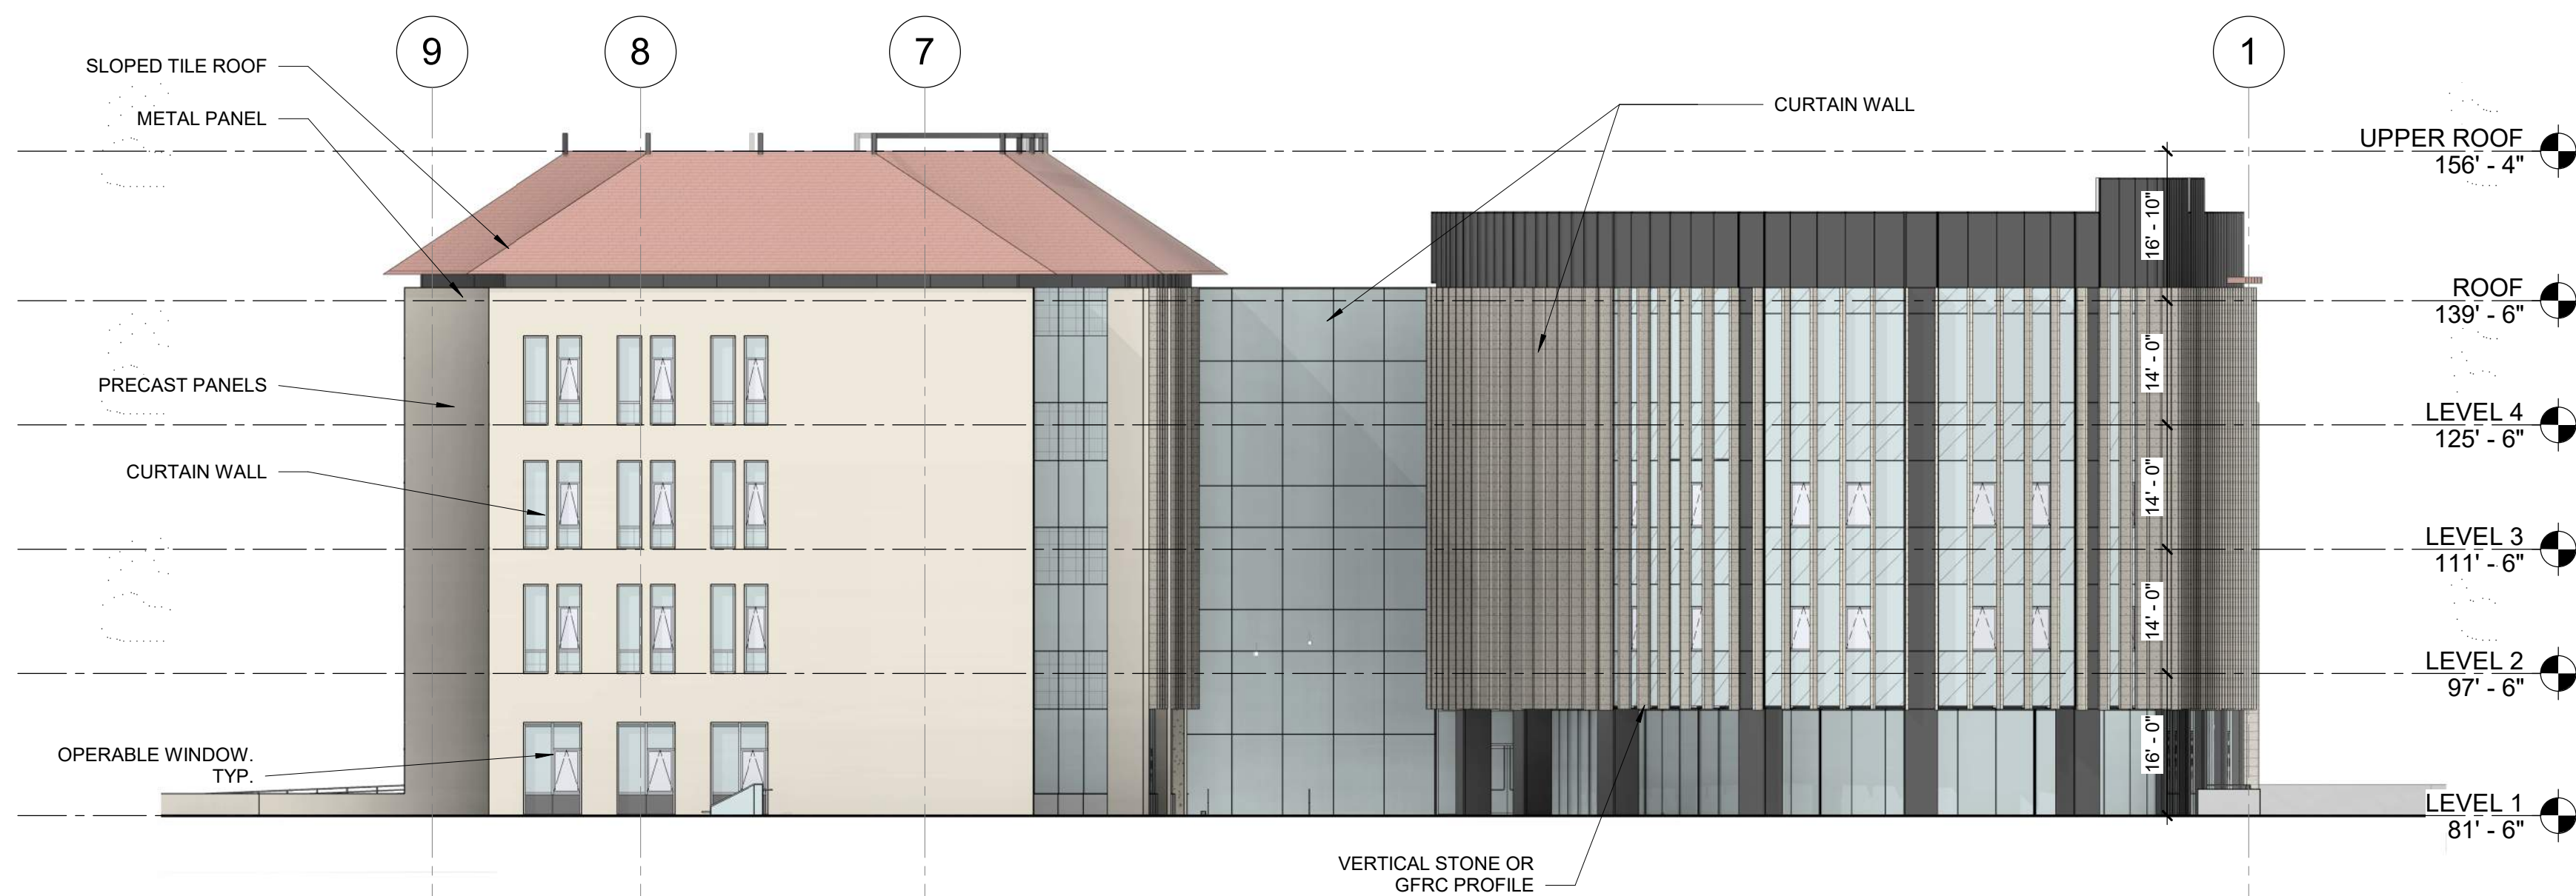 9
8
7
1
SLOPED TILE ROOF
METAL PANEL
CURTAIN WALL
UPPER ROOF
156' - 4"
16' - 10"
ROOF
139' - 6"
14' - 0"
PRECAST PANELS
LEVEL 4
125' - 6"
CURTAIN WALL
14' - 0"
LEVEL 3
111' - 6"
14' - 0"
LEVEL 2
97' - 6"
OPERABLE WINDOW.
TYP.
16' - 0"
LEVEL 1
81' - 6"
VERTICAL STONE OR
GFRC PROFILE